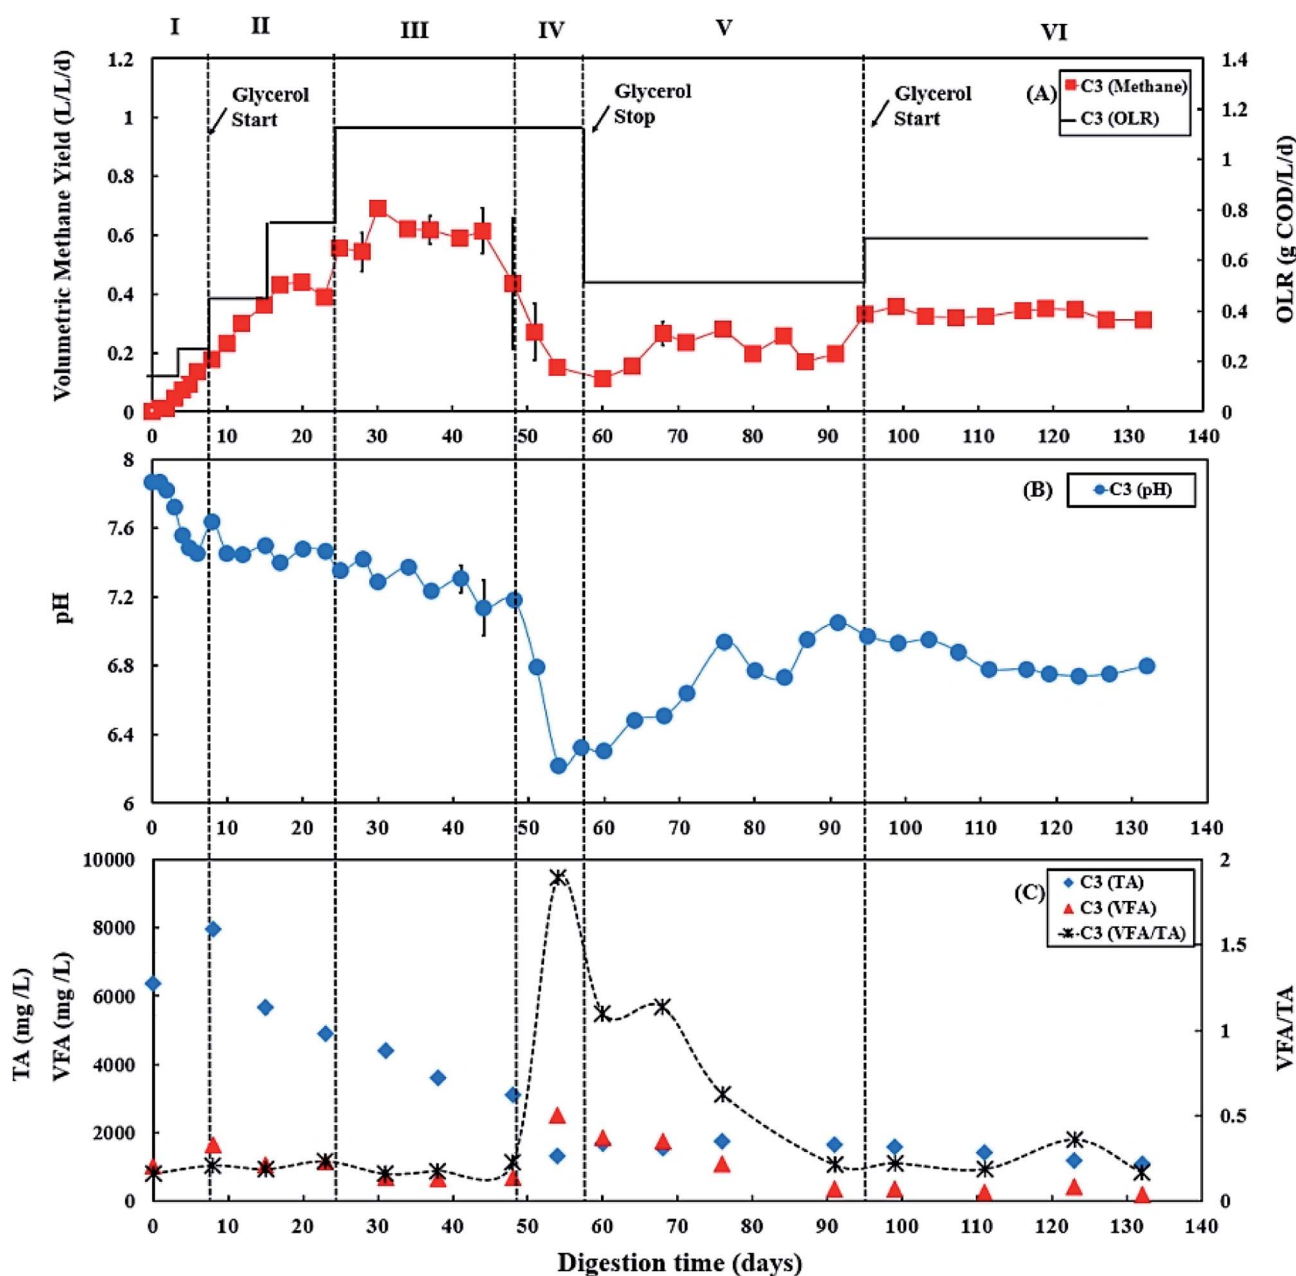 I II III IV V VI
1.2 1.4
Glycerol Start
Glycerol Stop
Glycerol Start
(A)
C3 (Methane)
C3 (OLR)
Volumetric Methane Yield (L/L/d)
1
0.8
0.6
0.4
0.2
0
OLR (g COD/L/d)
1.2
1
0.8
0.6
0.4
0.2
0
0 10 20 30 40 50 60 70 80 90 100 110 120 130 140
(B)
C3 (pH)
pH
8
7.6
7.2
6.8
6.4
6
0 10 20 30 40 50 60 70 80 90 100 110 120 130 140
(C)
C3 (TA)
C3 (VFA)
C3 (VFA/TA)
TA (mg /L)
VFA (mg /L)
10000
8000
6000
4000
2000
0
VFA/TA
2
1.5
1
0.5
0
0 10 20 30 40 50 60 70 80 90 100 110 120 130 140
Digestion time (days)